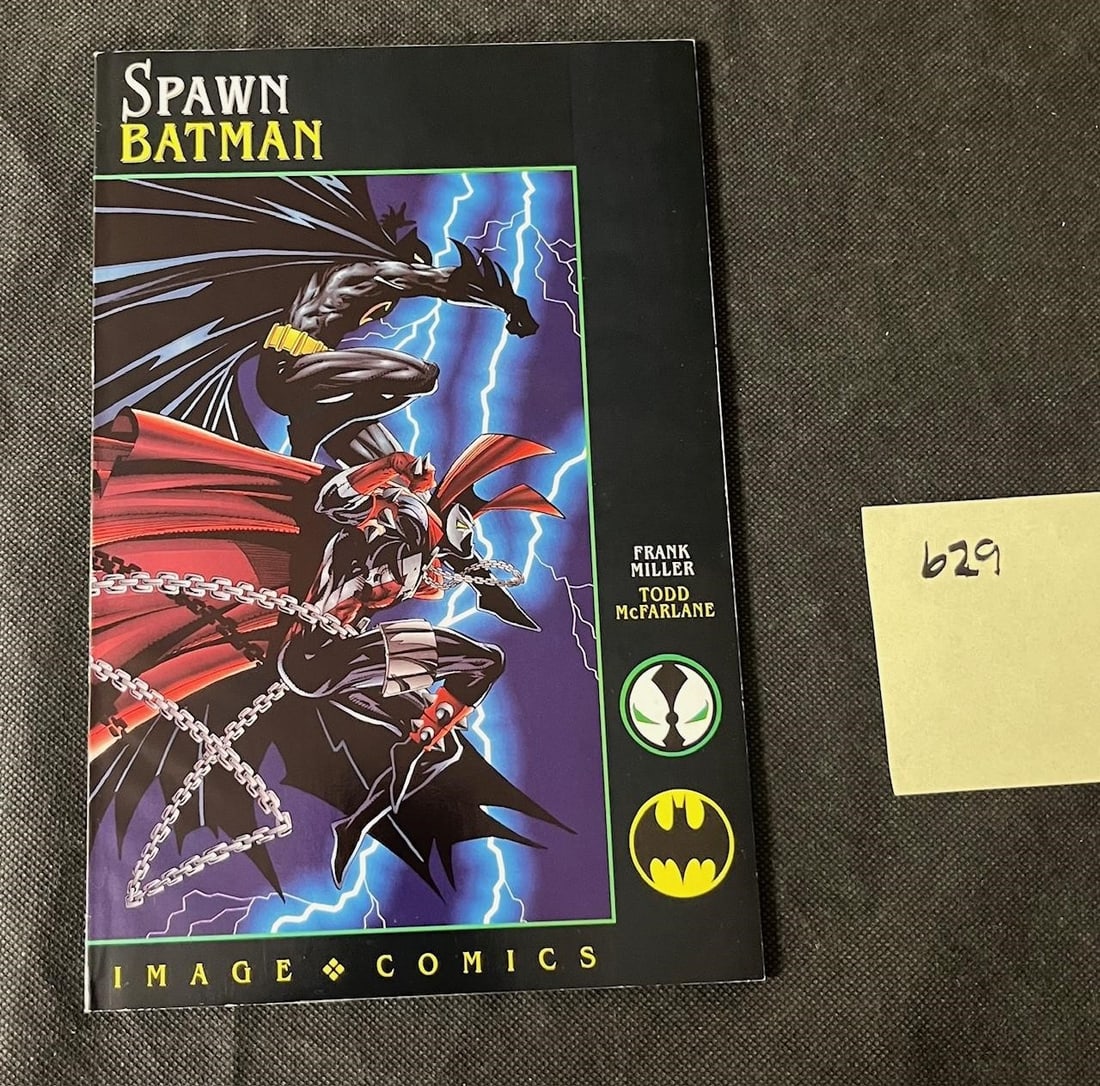 SPAWN
BATMAN
FRANK
MILLER
TODD
McFARLANE
IMAGE ❖ COMICS
629